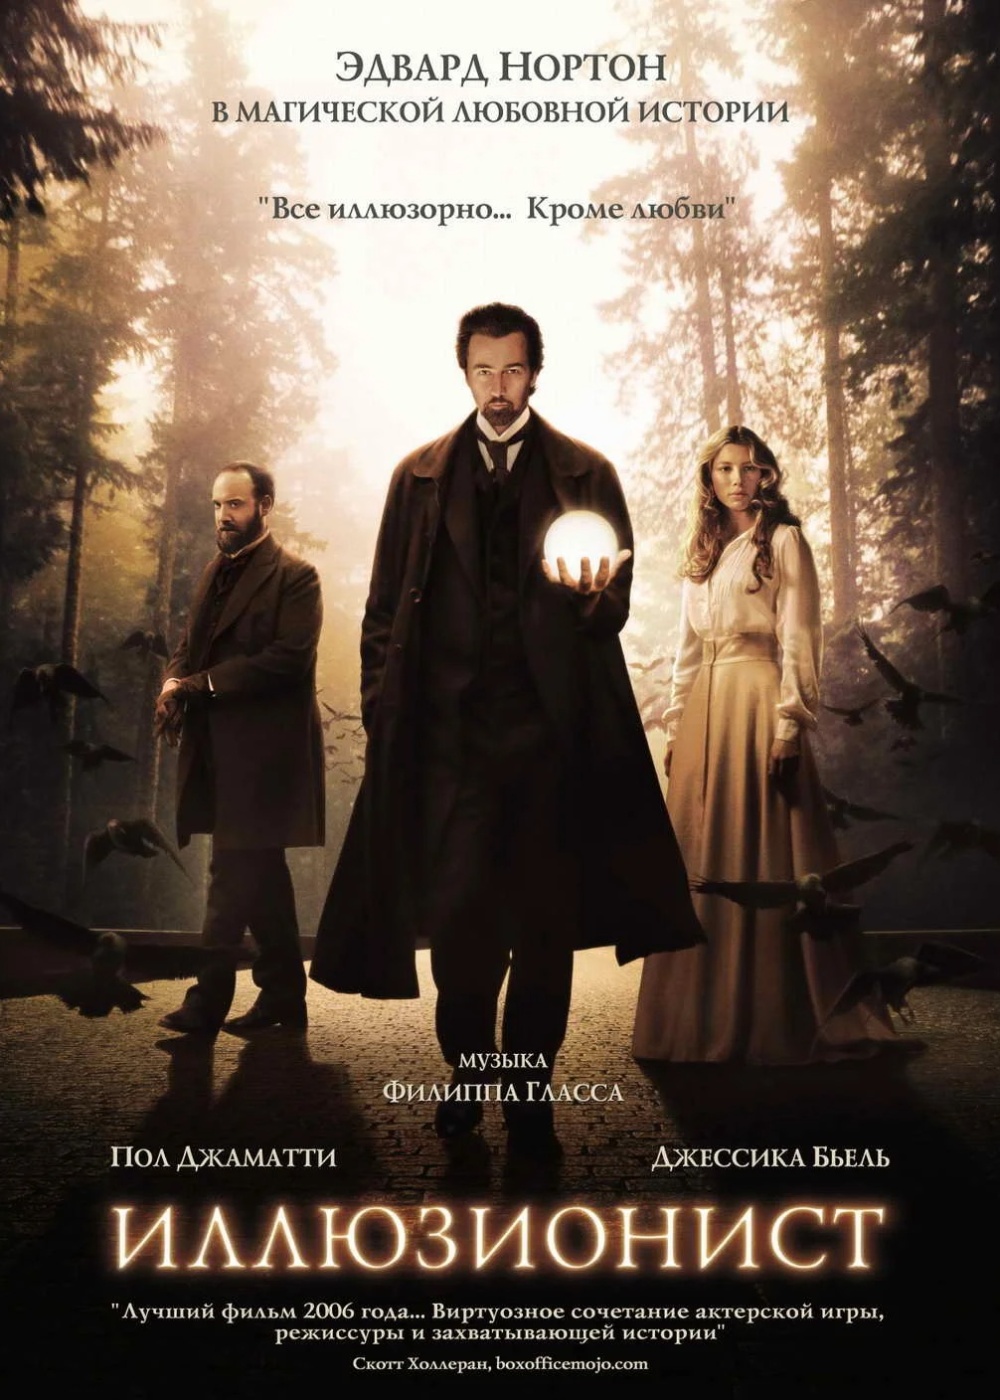 ЭДВАРД НОРТОН
В МАГИЧЕСКОЙ ЛЮБОВНОЙ ИСТОРИИ
"Все иллюзорно... Кроме любви"
МУЗЫКА
ФИЛИППА ГЛАССА
ПОЛ ДЖАМАТТИ
ДЖЕССИКА БЬЕЛЬ
ИЛЛЮЗИОНИСТ
"Лучший фильм 2006 года... Виртуозное сочетание актерской игры,
режиссуры и захватывающей истории"
Скотт Холлеран, boxofficemojo.com